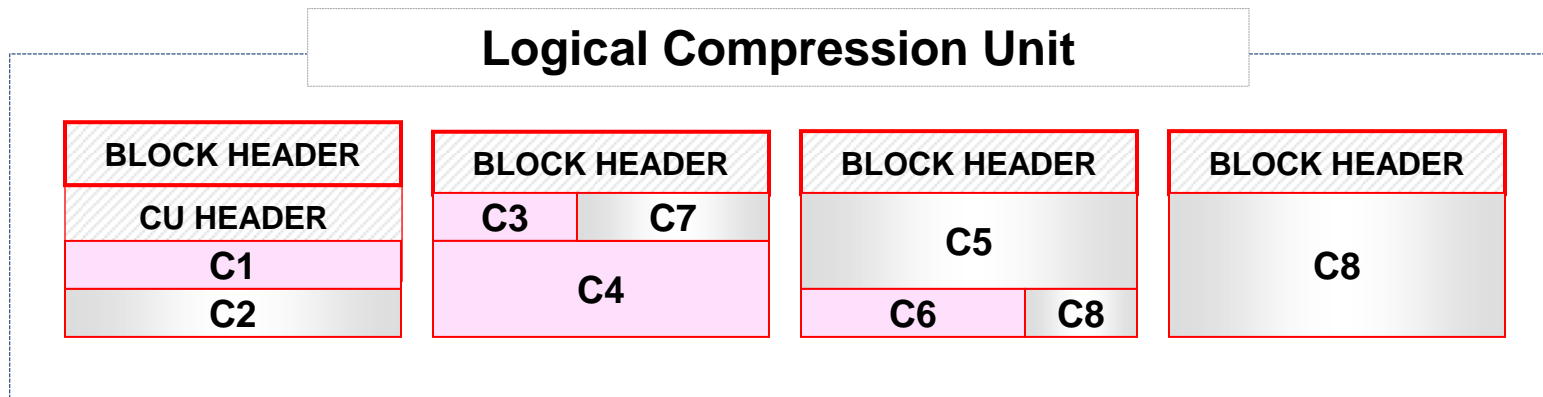 Logical Compression Unit
BLOCK HEADER
CU HEADER
C1
C2
BLOCK HEADER
C3 C7
C4
BLOCK HEADER
C5
C6 C8
BLOCK HEADER
C8